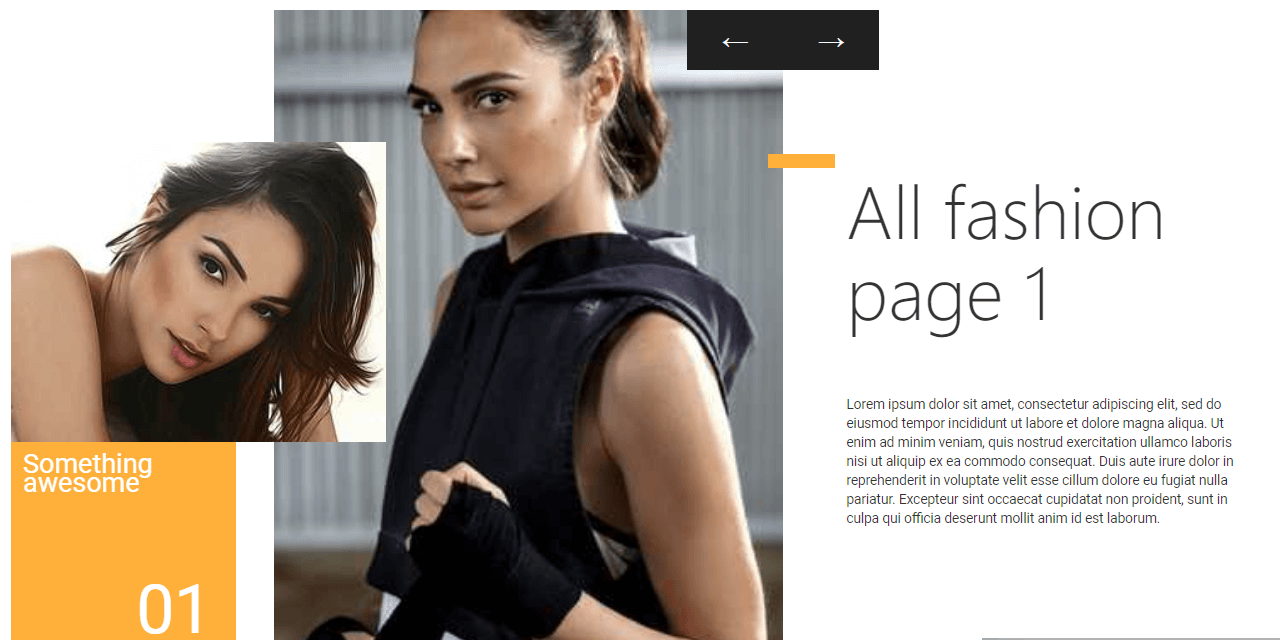 All fashion
page 1
Lorem ipsum dolor sit amet, consectetur adipiscing elit, sed do
eiusmod tempor incididunt ut labore et dolore magna aliqua. Ut
enim ad minim veniam, quis nostrud exercitation ullamco laboris
nisi ut aliquip ex ea commodo consequat. Duis aute irure dolor in
reprehenderit in voluptate velit esse cillum dolore eu fugiat nulla
pariatur. Excepteur sint occaecat cupidatat non proident, sunt in
culpa qui officia deserunt mollit anim id est laborum.
Something
awesome
01